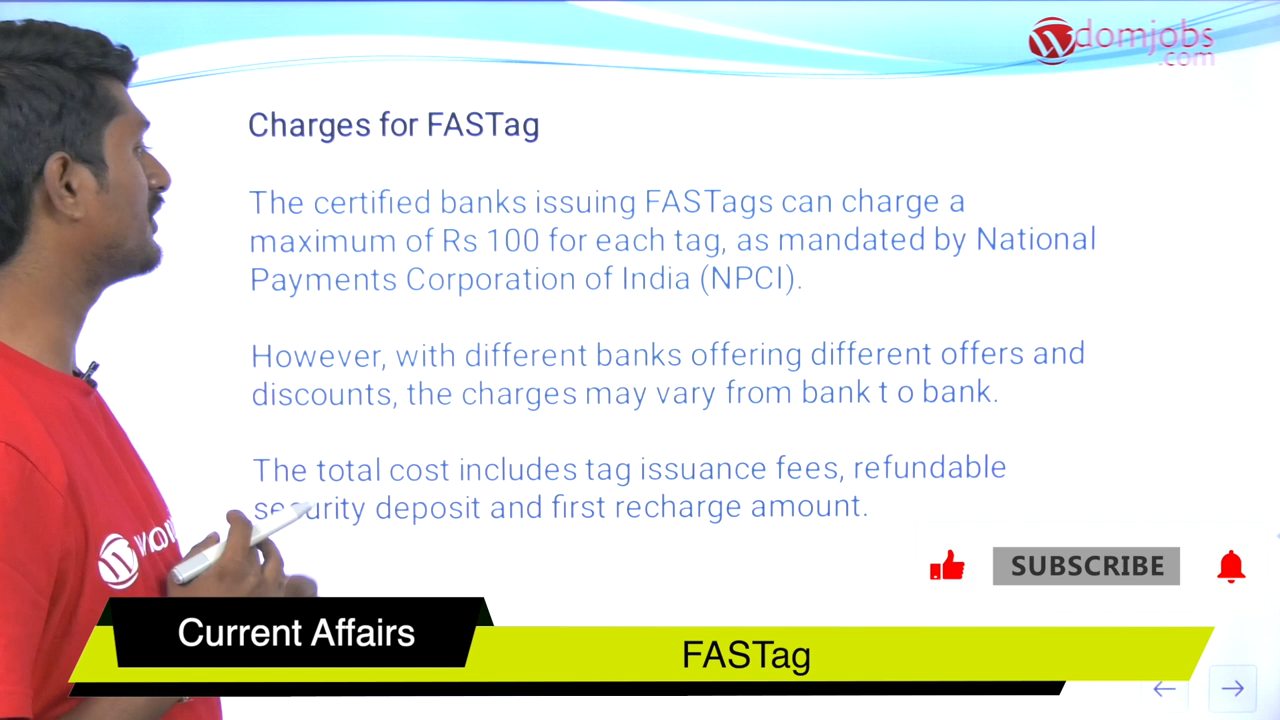 domjobs
.com
Charges for FASTag
The certified banks issuing FASTags can charge a
maximum of Rs 100 for each tag, as mandated by National
Payments Corporation of India (NPCI).
However, with different banks offering different offers and
discounts, the charges may vary from bank t o bank.
The total cost includes tag issuance fees, refundable
security deposit and first recharge amount.
SUBSCRIBE
Current Affairs
FASTag